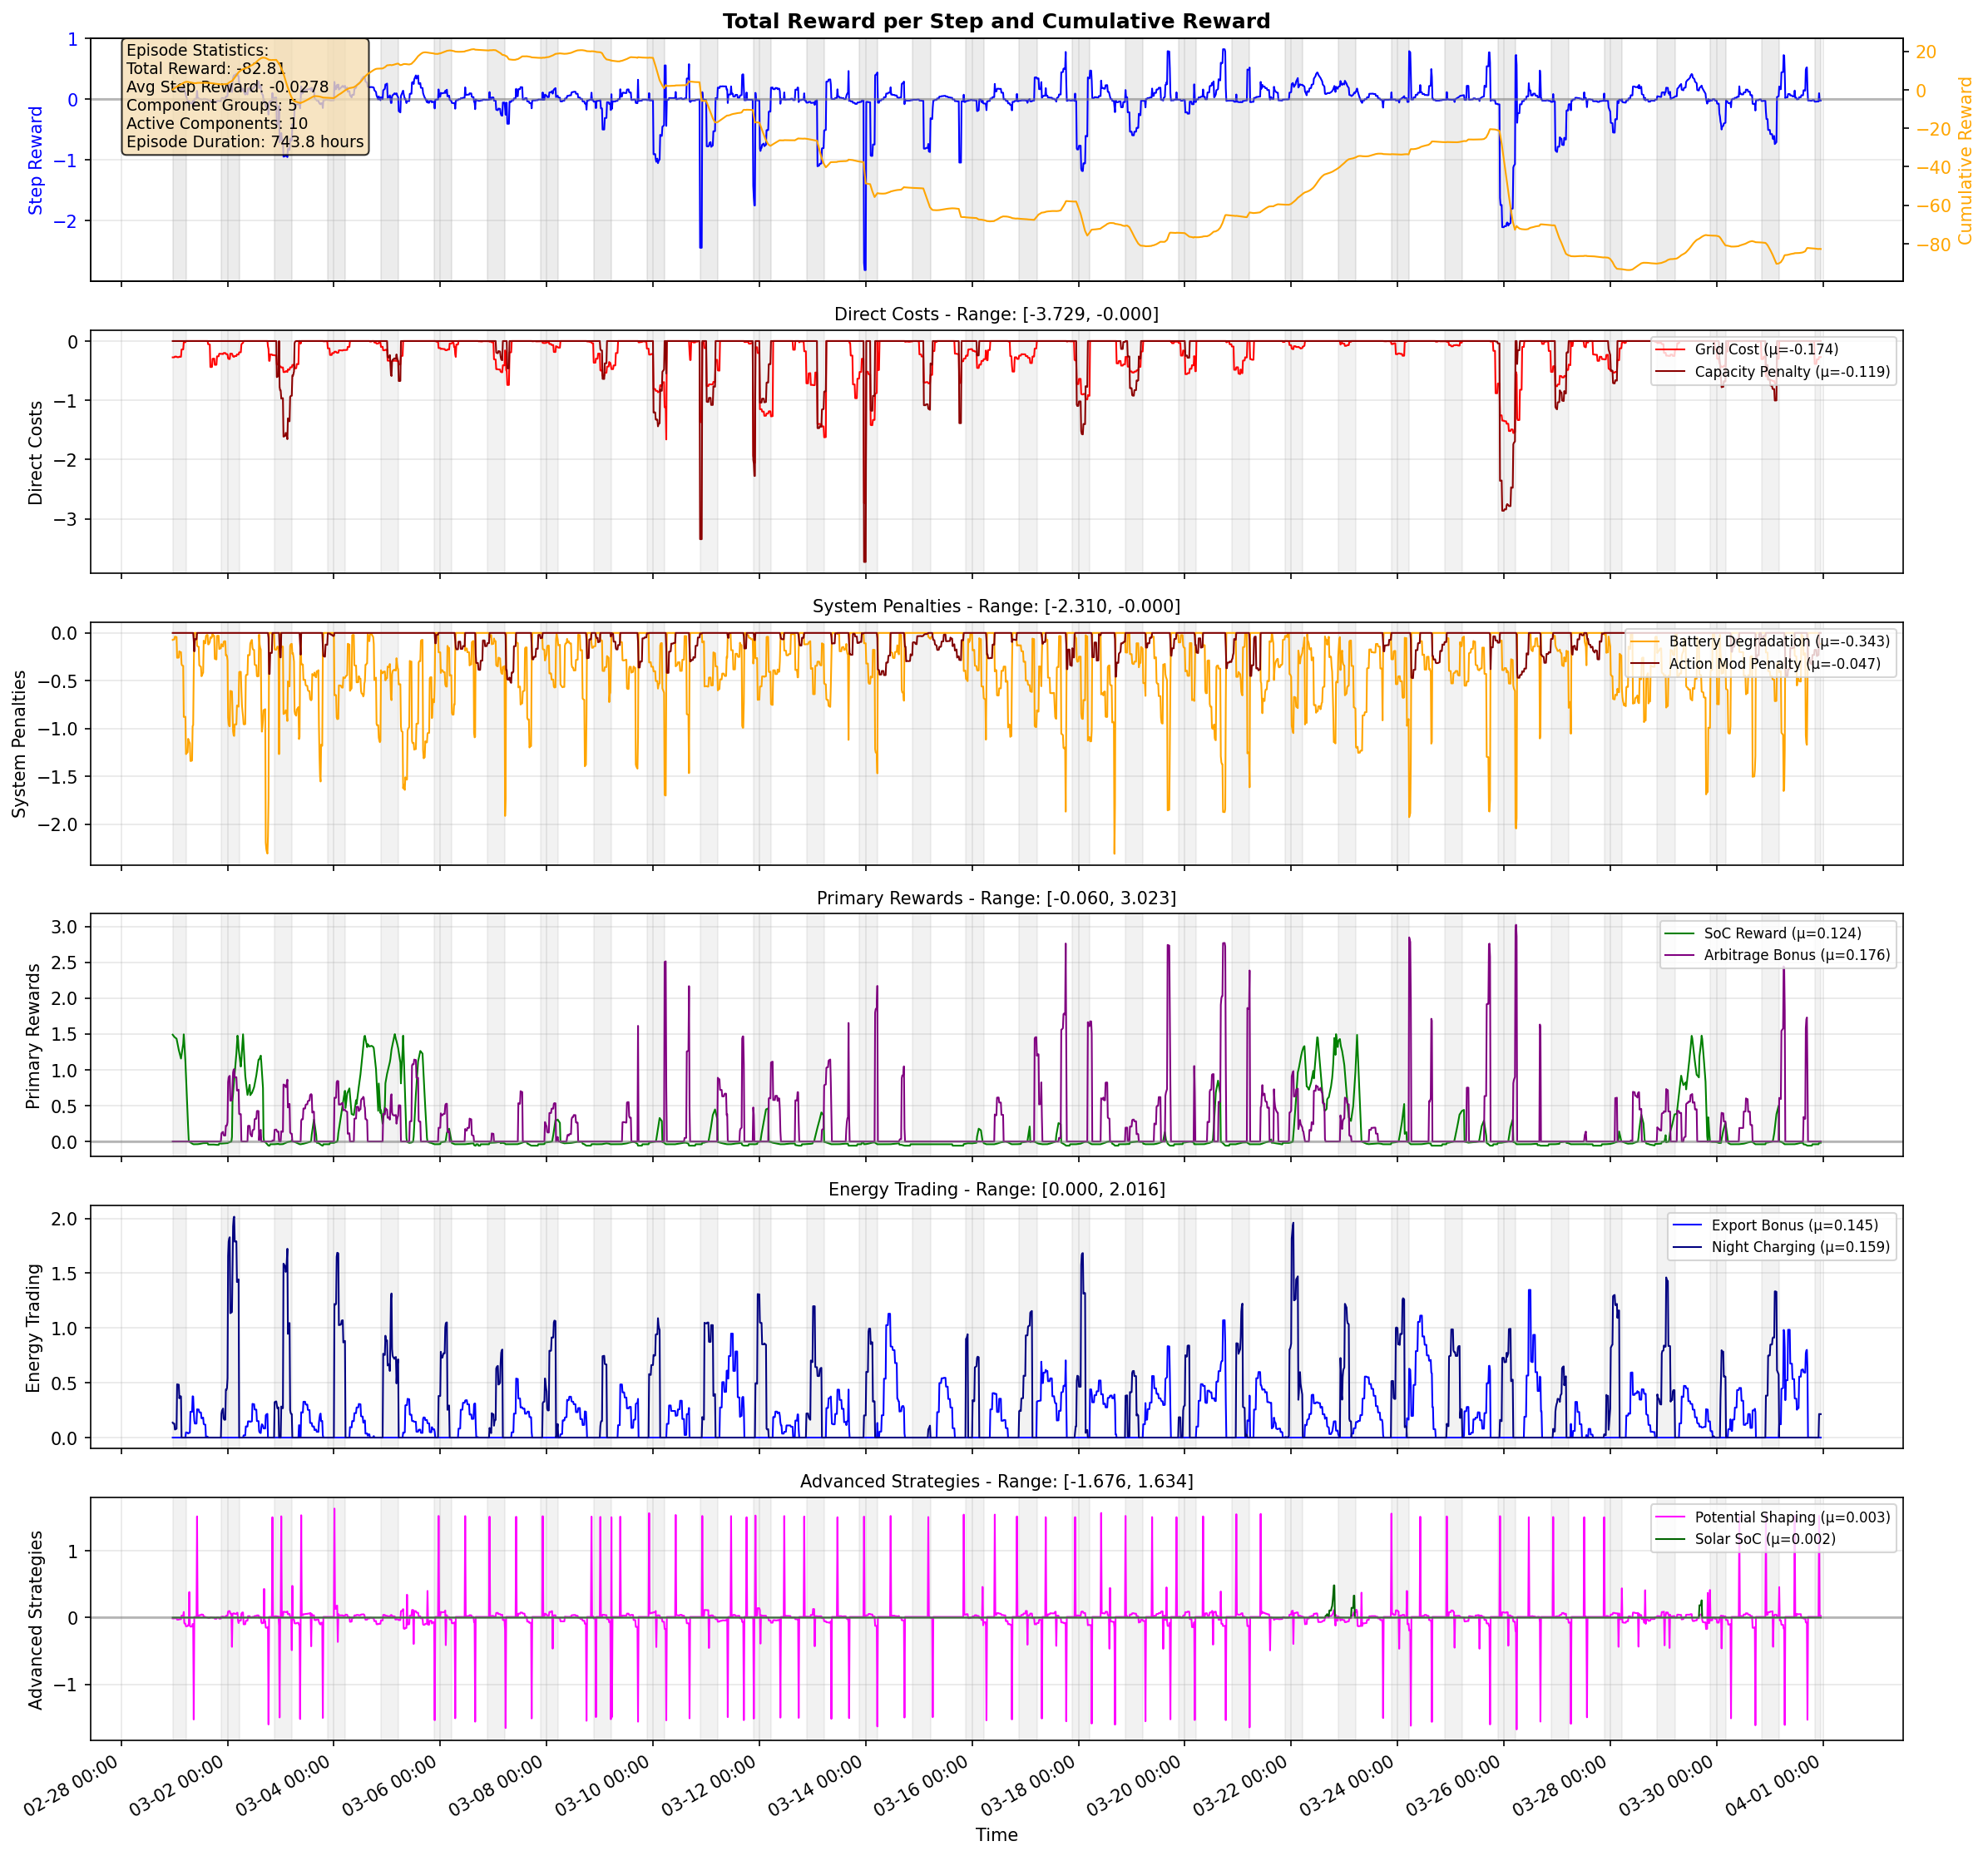 Total Reward per Step and Cumulative Reward
Episode Statistics:
Total Reward: -82.81
Avg Step Reward: -0.0278
Component Groups: 5
Active Components: 10
Episode Duration: 743.8 hours
Step Reward
1
0
−1
−2
Cumulative Reward
20
0
−20
−40
−60
−80
Direct Costs - Range: [-3.729, -0.000]
Direct Costs
0
−1
−2
−3
Grid Cost (μ=-0.174)
Capacity Penalty (μ=-0.119)
System Penalties - Range: [-2.310, -0.000]
System Penalties
0.0
−0.5
−1.0
−1.5
−2.0
Battery Degradation (μ=-0.343)
Action Mod Penalty (μ=-0.047)
Primary Rewards - Range: [-0.060, 3.023]
Primary Rewards
3.0
2.5
2.0
1.5
1.0
0.5
0.0
SoC Reward (μ=0.124)
Arbitrage Bonus (μ=0.176)
Energy Trading - Range: [0.000, 2.016]
Energy Trading
2.0
1.5
1.0
0.5
0.0
Export Bonus (μ=0.145)
Night Charging (μ=0.159)
Advanced Strategies - Range: [-1.676, 1.634]
Advanced Strategies
1
0
−1
Potential Shaping (μ=0.003)
Solar SoC (μ=0.002)
02-28 00:00
03-02 00:00
03-04 00:00
03-06 00:00
03-08 00:00
03-10 00:00
03-12 00:00
03-14 00:00
03-16 00:00
03-18 00:00
03-20 00:00
03-22 00:00
03-24 00:00
03-26 00:00
03-28 00:00
03-30 00:00
04-01 00:00
Time